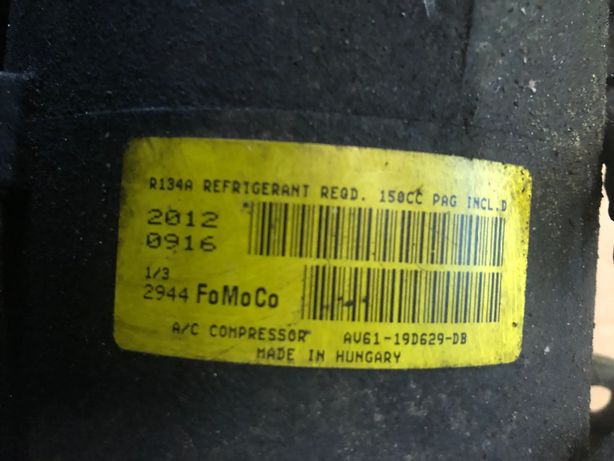 R134A REFRIGERANT REQD. 150CC PAG INCL.D
2012
0916
1/3
2944 FoMoCo
A/C COMPRESSOR AV61-19D629-DB
MADE IN HUNGARY